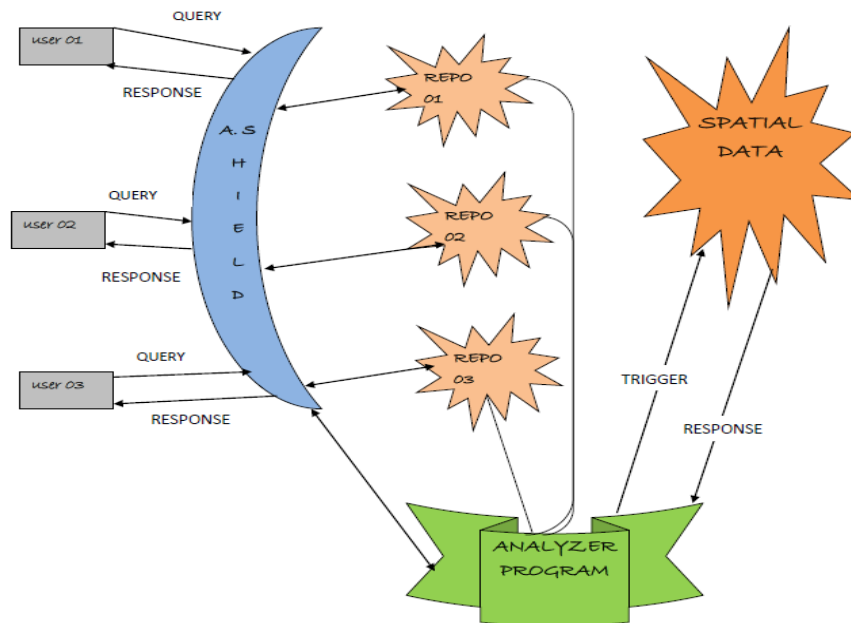 QUERY
user 01
RESPONSE
A. S
H
I
E
L
D
QUERY
user 02
RESPONSE
QUERY
user 03
RESPONSE
REPO
01
REPO
02
REPO
03
SPATIAL
DATA
TRIGGER
RESPONSE
ANALYZER
PROGRAM